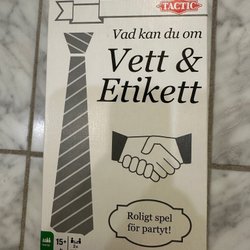 TACTIC
Vad kan du om
Vett &
Etikett
Roligt spel
för partyt!
15+